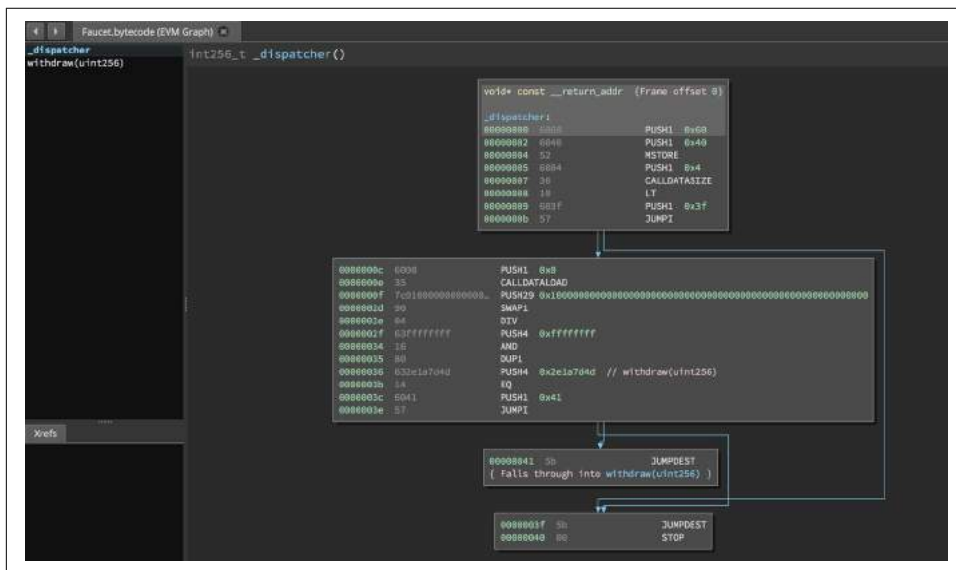 Faucet.bytecode (EVM Graph)
_dispatcher
withdraw(uint256)
int256_t _dispatcher()
void* const __return_addr (Frame offset 0)
_dispatcher:
00000000 6060 PUSH1 0x60
00000002 6040 PUSH1 0x40
00000004 52 MSTORE
00000005 6004 PUSH1 0x4
00000007 36 CALLDATASIZE
00000008 10 LT
00000009 603f PUSH1 0x3f
0000000b 57 JUMPI
0000000c 6000 PUSH1 0x0
0000000e 35 CALLDATALOAD
0000000f PUSH29
0000002d 90 SWAP1
0000002e 04 DIV
0000002f 63ffffffff PUSH4 0xffffffff
00000034 16 AND
00000035 80 DUP1
00000036 632e1a7d4d PUSH4 0x2e1a7d4d // withdraw(uint256)
0000003b 14 EQ
0000003c 6041 PUSH1 0x41
0000003e 57 JUMPI
Xrefs
00000041 5b JUMPDEST
{ Falls through into withdraw(uint256) }
0000003f 5b JUMPDEST
00000040 00 STOP